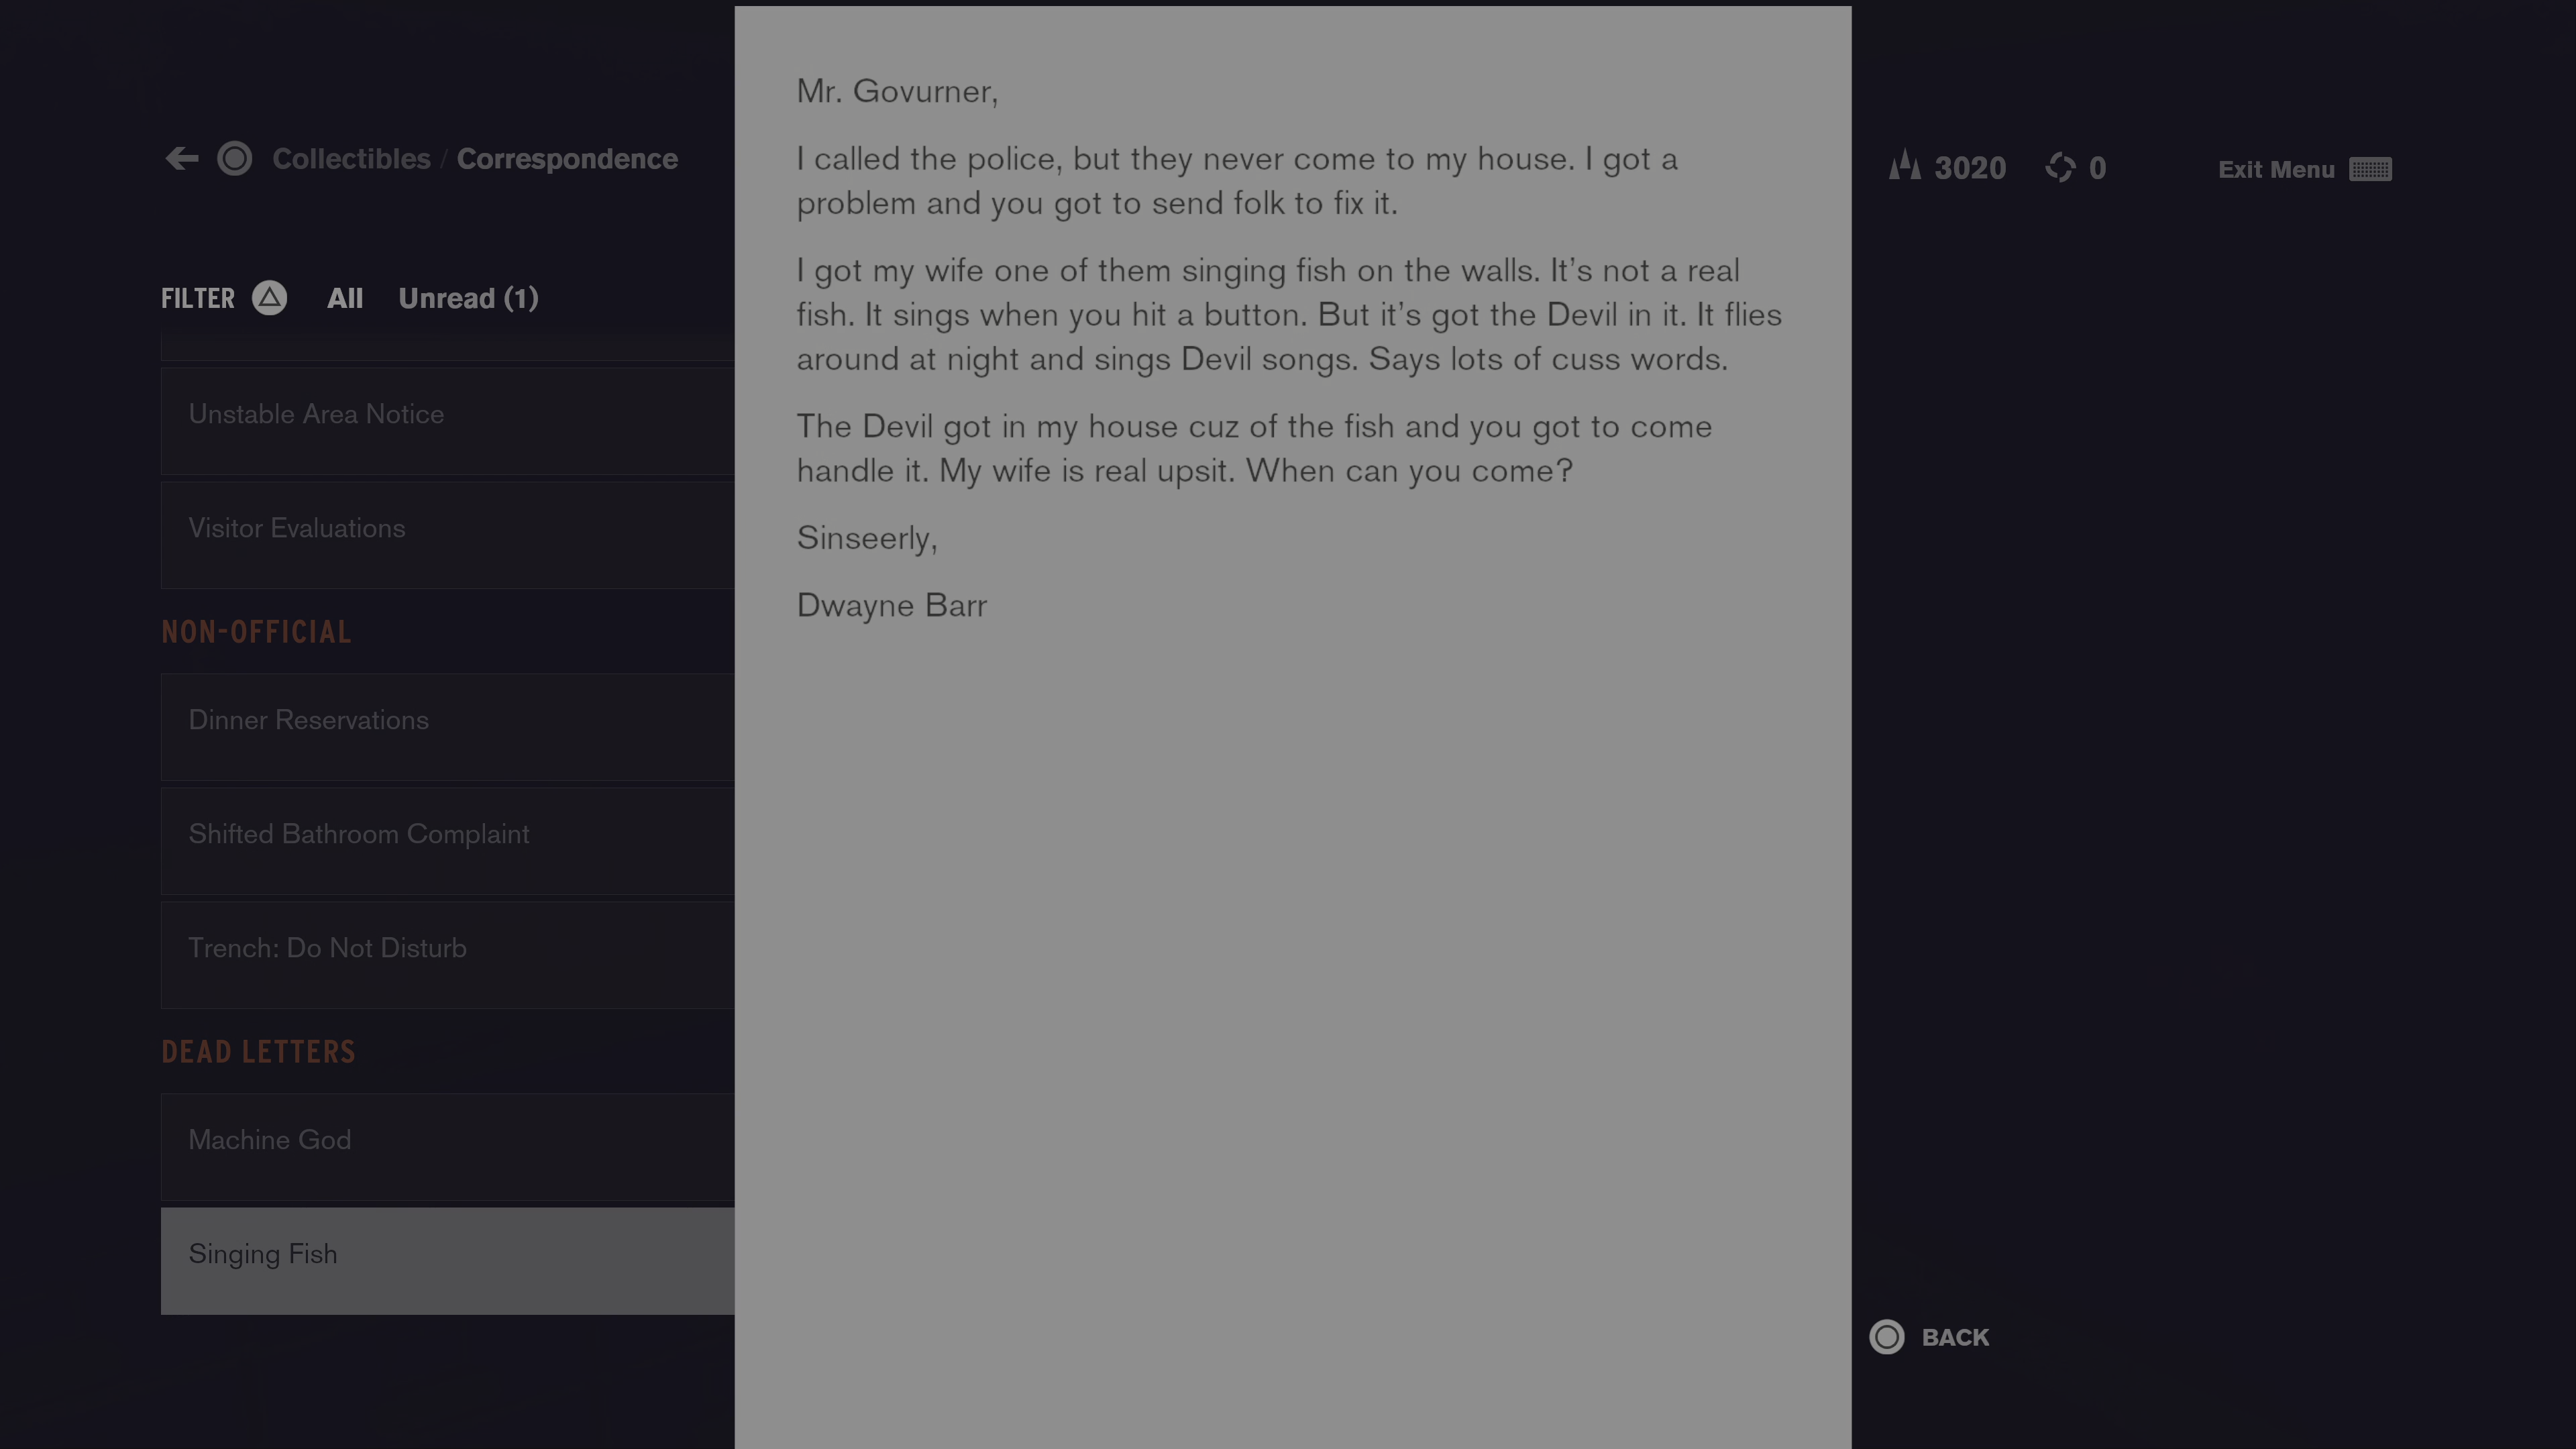 Collectibles / Correspondence
3020
0
Exit Menu
FILTER All Unread (1)
Unstable Area Notice
Visitor Evaluations
NON-OFFICIAL
Dinner Reservations
Shifted Bathroom Complaint
Trench: Do Not Disturb
DEAD LETTERS
Machine God
Singing Fish
Mr. Govurner,
I called the police, but they never come to my house. I got a
problem and you got to send folk to fix it.
I got my wife one of them singing fish on the walls. It’s not a real
fish. It sings when you hit a button. But it’s got the Devil in it. It flies
around at night and sings Devil songs. Says lots of cuss words.
The Devil got in my house cuz of the fish and you got to come
handle it. My wife is real upsit. When can you come?
Sinseerly,
Dwayne Barr
BACK